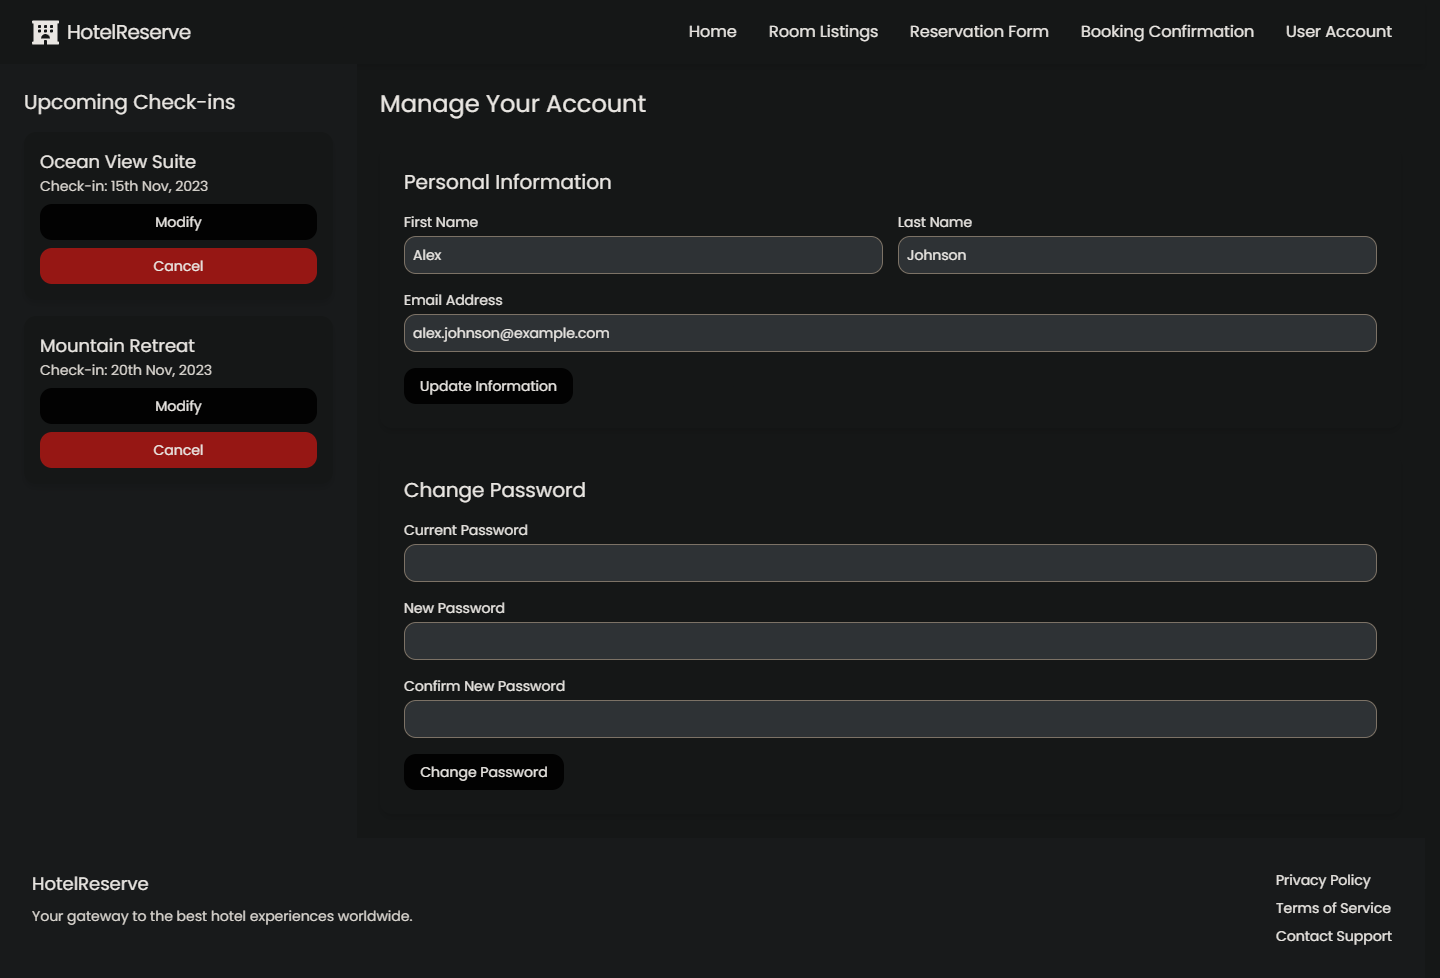 HotelReserve
Home
Room Listings
Reservation Form
Booking Confirmation
User Account
Upcoming Check-ins
Ocean View Suite
Check-in: 15th Nov, 2023
Modify
Cancel
Mountain Retreat
Check-in: 20th Nov, 2023
Modify
Cancel
Manage Your Account
Personal Information
First Name
Last Name
Alex
Johnson
Email Address
alex.johnson@example.com
Update Information
Change Password
Current Password
New Password
Confirm New Password
Change Password
HotelReserve
Your gateway to the best hotel experiences worldwide.
Privacy Policy
Terms of Service
Contact Support